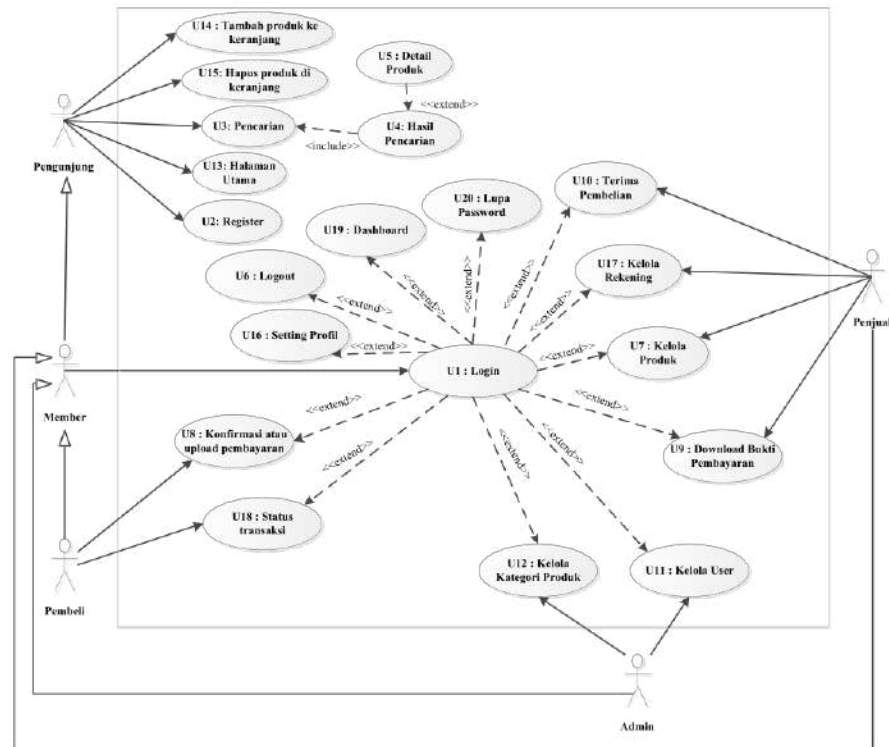 U14 : Tambah produk ke
keranjang
U15: Hapus produk di
keranjang
U3: Pencarian
U13: Halaman
Utama
U2: Register
Pengunjung
U5 : Detail
Produk
<<extend>>
U4: Hasil
Pencarian
<include>>
U10 : Terima
Pembelian
U20 : Lupa
Password
U19 : Dashboard
U17 : Kelola
Rekening
U6 : Logout
<<extend>>
<<extend>>
<<extend>>
<<extend>>
<<extend>>
Penjual
U16 : Setting Profil
<<extend>>
<<extend>>
U7 : Kelola
Produk
U1 : Login
Member
<<extend>>
<<extend>>
U8 : Konfirmasi atau
upload pembayaran
<<extend>>
<<extend>>
<<extend>>
U9 : Download Bukti
Pembayaran
U18 : Status
transaksi
U12 : Kelola
Kategori Produk
U11 : Kelola User
Pembeli
Admin